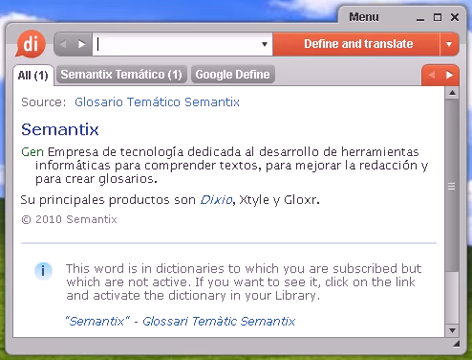 Menu
di
Define and translate
All (1)
Semantix Temático (1)
Google Define
Source: Glosario Temático Semantix
Semantix
Gen Empresa de tecnología dedicada al desarrollo de herramientas
informáticas para comprender textos, para mejorar la redacción y
para crear glosarios.
Su principales productos son Dixio, Xtyle y Gloxr.
© 2010 Semantix
i
This word is in dictionaries to which you are subscribed but
which are not active. If you want to see it, click on the link
and activate the dictionary in your Library.
"Semantix" - Glossari Temàtic Semantix